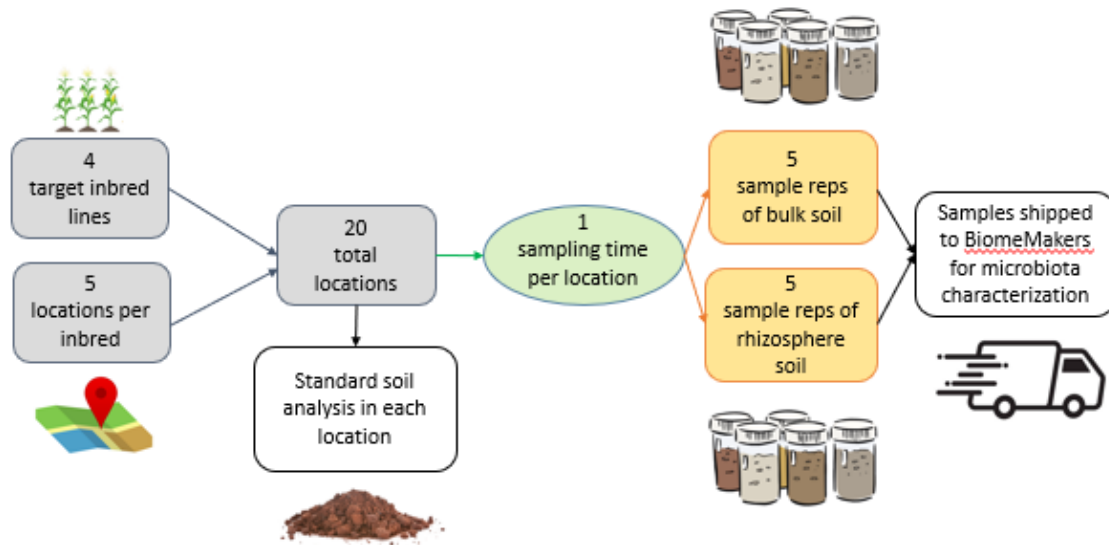 4
target inbred
lines
5
locations per
inbred
20
total
locations
Standard soil
analysis in each
location
1
sampling time
per location
5
sample reps
of bulk soil
5
sample reps of
rhizosphere
soil
Samples shipped
to BiomeMakers
for microbiota
characterization